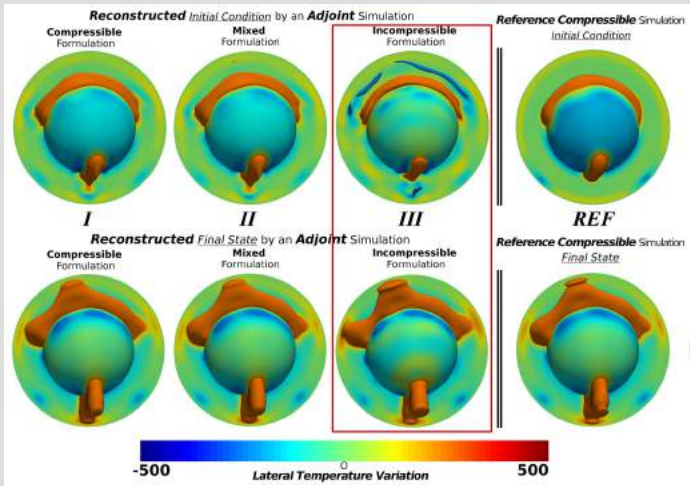 Reconstructed Initial Condition by an Adjoint Simulation
Compressible
Formulation
Mixed
Formulation
Incompressible
Formulation
Reference Compressible Simulation
Initial Condition
I
II
III
REF
Reconstructed Final State by an Adjoint Simulation
Compressible
Formulation
Mixed
Formulation
Incompressible
Formulation
Reference Compressible Simulation
Final State
-500
0
500
Lateral Temperature Variation